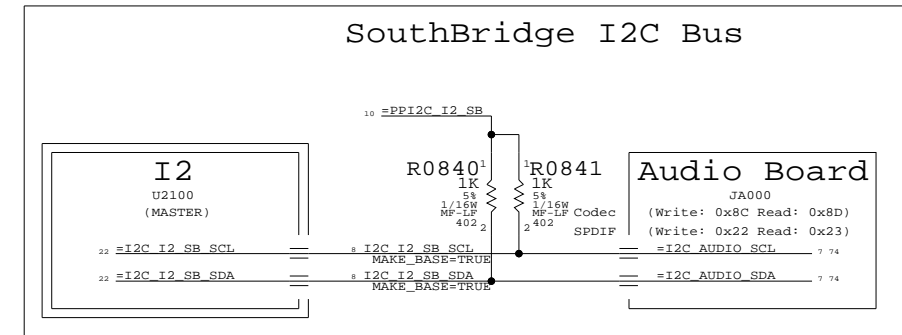 SouthBridge I2C Bus
10 =PPI2C_I2_SB
I2
U2100
(MASTER)
R0840 1
1K
5%
1/16W
MF-LF
402
2
1 R0841
1K
5%
1/16W
MF-LF
402
2
Audio Board
JA000
Codec (Write: 0x8C Read: 0x8D)
SPDIF (Write: 0x22 Read: 0x23)
22 =I2C_I2_SB_SCL
8 I2C_I2_SB_SCL
MAKE_BASE=TRUE
=I2C_AUDIO_SCL 7 74
22 =I2C_I2_SB_SDA
8 I2C_I2_SB_SDA
MAKE_BASE=TRUE
=I2C_AUDIO_SDA 7 74